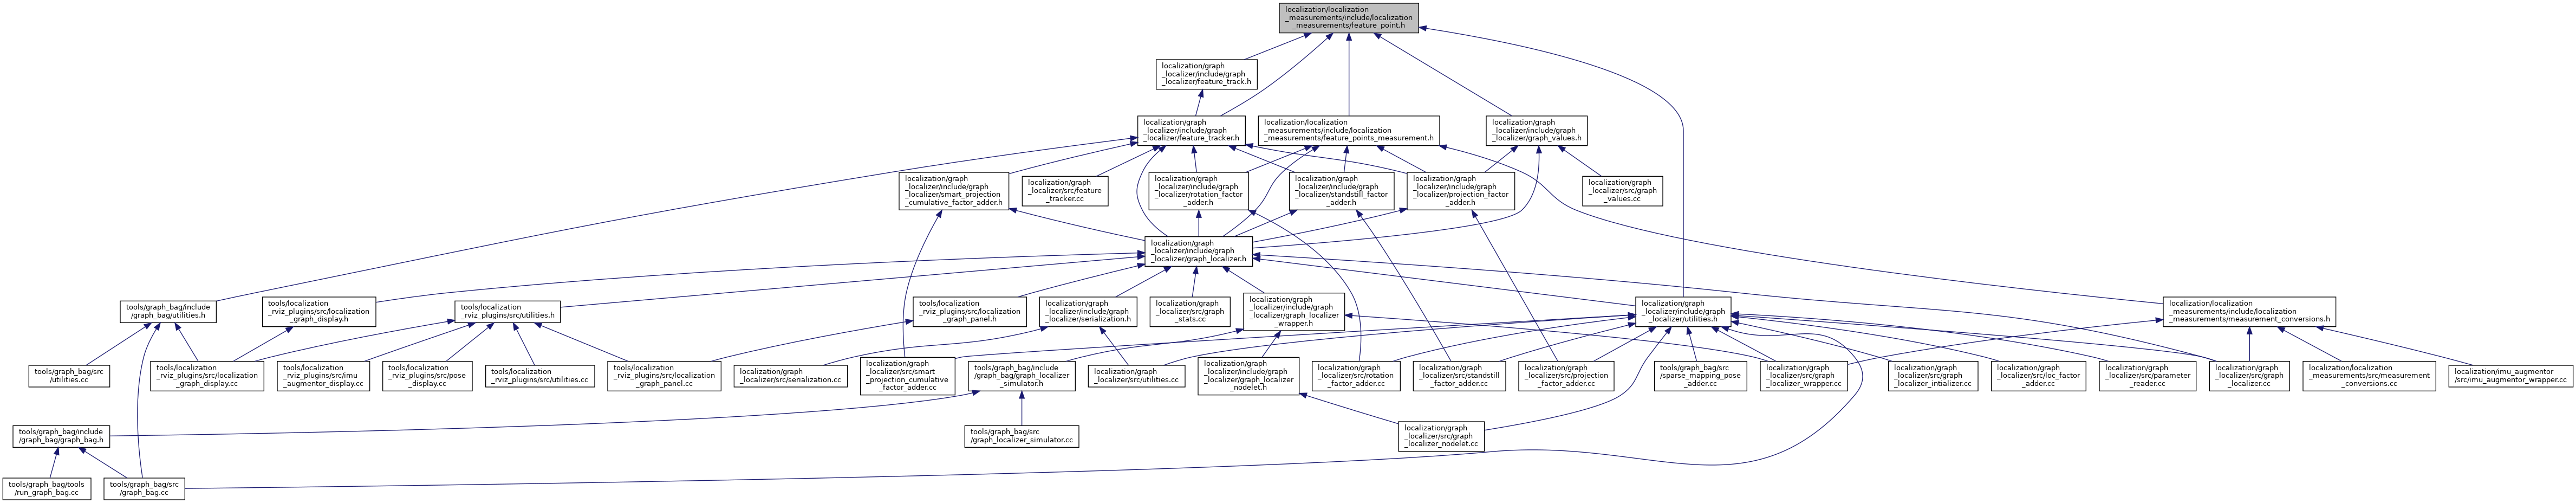 localization/localization
_measurements/include/localization
_measurements/feature_point.h
localization/graph
_localizer/include/graph
_localizer/feature_track.h
localization/graph
_localizer/include/graph
_localizer/feature_tracker.h
localization/localization
_measurements/include/localization
_measurements/feature_points_measurement.h
localization/graph
_localizer/include/graph
_localizer/graph_values.h
localization/graph
_localizer/include/graph
_localizer/smart_projection
_cumulative_factor_adder.h
localization/graph
_localizer/src/feature
_tracker.cc
localization/graph
_localizer/include/graph
_localizer/rotation_factor
_adder.h
localization/graph
_localizer/include/graph
_localizer/standstill_factor
_adder.h
localization/graph
_localizer/include/graph
_localizer/projection_factor
_adder.h
localization/graph
_localizer/src/graph
_values.cc
localization/graph
_localizer/include/graph
_localizer/graph_localizer.h
tools/graph_bag/include
/graph_bag/utilities.h
tools/localization
_rviz_plugins/src/localization
_graph_display.h
tools/localization
_rviz_plugins/src/utilities.h
tools/localization
_rviz_plugins/src/localization
_graph_panel.h
localization/graph
_localizer/include/graph
_localizer/serialization.h
localization/graph
_localizer/src/graph
_stats.cc
localization/graph
_localizer/include/graph
_localizer/graph_localizer
_wrapper.h
localization/graph
_localizer/include/graph
_localizer/utilities.h
localization/localization
_measurements/include/localization
_measurements/measurement_conversions.h
tools/graph_bag/src
/utilities.cc
tools/localization
_rviz_plugins/src/localization
_graph_display.cc
tools/localization
_rviz_plugins/src/imu
_augmentor_display.cc
tools/localization
_rviz_plugins/src/pose
_display.cc
tools/localization
_rviz_plugins/src/utilities.cc
tools/localization
_rviz_plugins/src/localization
_graph_panel.cc
localization/graph
_localizer/src/serialization.cc
localization/graph
_localizer/src/smart
_projection_cumulative
_factor_adder.cc
tools/graph_bag/include
/graph_bag/graph_localizer
_simulator.h
localization/graph
_localizer/src/utilities.cc
localization/graph
_localizer/include/graph
_localizer/graph_localizer
_nodelet.h
localization/graph
_localizer/src/rotation
_factor_adder.cc
localization/graph
_localizer/src/standstill
_factor_adder.cc
localization/graph
_localizer/src/projection
_factor_adder.cc
tools/graph_bag/src
/sparse_mapping_pose
_adder.cc
localization/graph
_localizer/src/graph
_localizer_wrapper.cc
localization/graph
_localizer/src/graph
_localizer_intializer.cc
localization/graph
_localizer/src/loc_factor
_adder.cc
localization/graph
_localizer/src/parameter
_reader.cc
localization/graph
_localizer/src/graph
_localizer.cc
localization/localization
_measurements/src/measurement
_conversions.cc
localization/imu_augmentor
/src/imu_augmentor_wrapper.cc
tools/graph_bag/include
/graph_bag/graph_bag.h
tools/graph_bag/src
/graph_localizer_simulator.cc
localization/graph
_localizer/src/graph
_localizer_nodelet.cc
tools/graph_bag/tools
/run_graph_bag.cc
tools/graph_bag/src
/graph_bag.cc